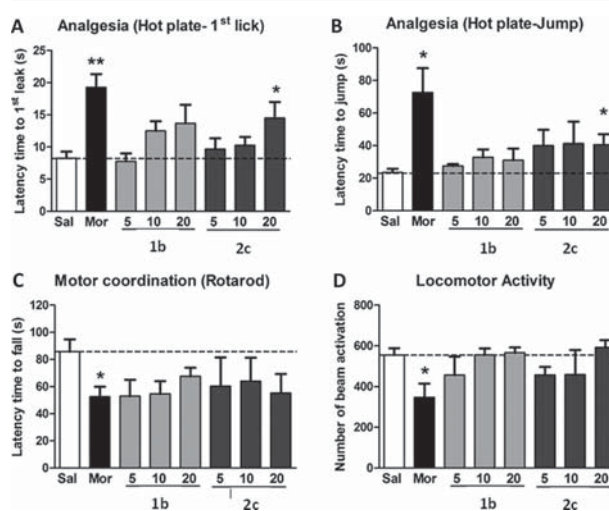 A Analgesia (Hot plate- 1st lick)
Latency time to 1st leak (s)
25
20
15
10
5
0
** *
Sal Mor 5 10 20 5 10 20
1b 2c
B Analgesia (Hot plate-Jump)
Latency time to jump (s)
100
80
60
40
20
0
* *
Sal Mor 5 10 20 5 10 20
1b 2c
C Motor coordination (Rotarod)
Latency time to fall (s)
120
100
80
60
40
20
0
*
Sal Mor 5 10 20 5 10 20
1b 2c
D Locomotor Activity
Number of beam activation
800
600
400
200
0
*
Sal Mor 5 10 20 5 10 20
1b 2c